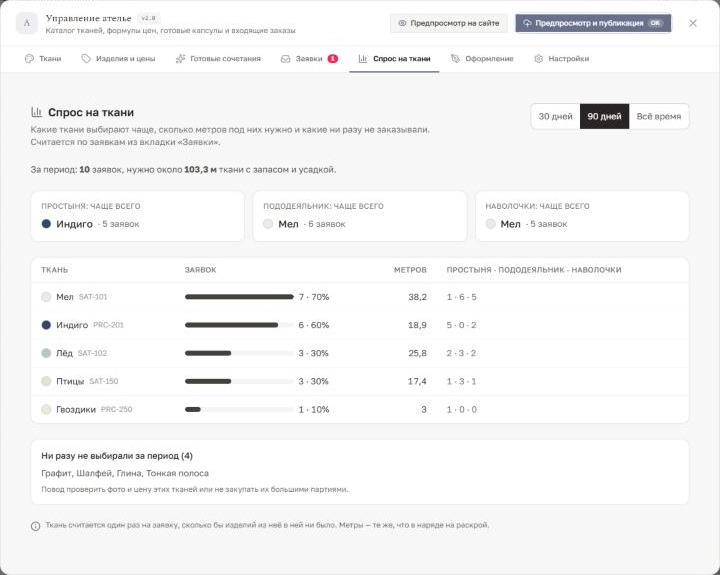 А
Управление ателье v2.0
Каталог тканей, формулы цен, готовые капсулы и входящие заказы
Предпросмотр на сайте
Предпросмотр и публикация ОК
Ткани
Изделия и цены
Готовые сочетания
Заявки 1
Спрос на ткани
Оформление
Настройки
Спрос на ткани
Какие ткани выбирают чаще, сколько метров под них нужно и какие ни разу не заказывали.
Считается по заявкам из вкладки «Заявки».
30 дней 90 дней Всё время
За период: 10 заявок, нужно около 103,3 м ткани с запасом и усадкой.
ПРОСТЫНЯ: ЧАЩЕ ВСЕГО
Индиго · 5 заявок
ПОДОДЕЯЛЬНИК: ЧАЩЕ ВСЕГО
Мел · 6 заявок
НАВОЛОЧКИ: ЧАЩЕ ВСЕГО
Мел · 5 заявок
ТКАНЬ ЗАЯВОК МЕТРОВ ПРОСТЫНЯ · ПОДОДЕЯЛЬНИК · НАВОЛОЧКИ
Мел SAT-101 7 · 70% 38,2 1 · 6 · 5
Индиго PRC-201 6 · 60% 18,9 5 · 0 · 2
Лёд SAT-102 3 · 30% 25,8 2 · 3 · 2
Птицы SAT-150 3 · 30% 17,4 1 · 3 · 1
Гвоздики PRC-250 1 · 10% 3 1 · 0 · 0
Ни разу не выбирали за период (4)
Графит, Шалфей, Глина, Тонкая полоса
Повод проверить фото и цену этих тканей или не закупать их большими партиями.
Ткань считается один раз на заявку, сколько бы изделий из неё в ней ни было. Метры — те же, что в наряде на раскрой.